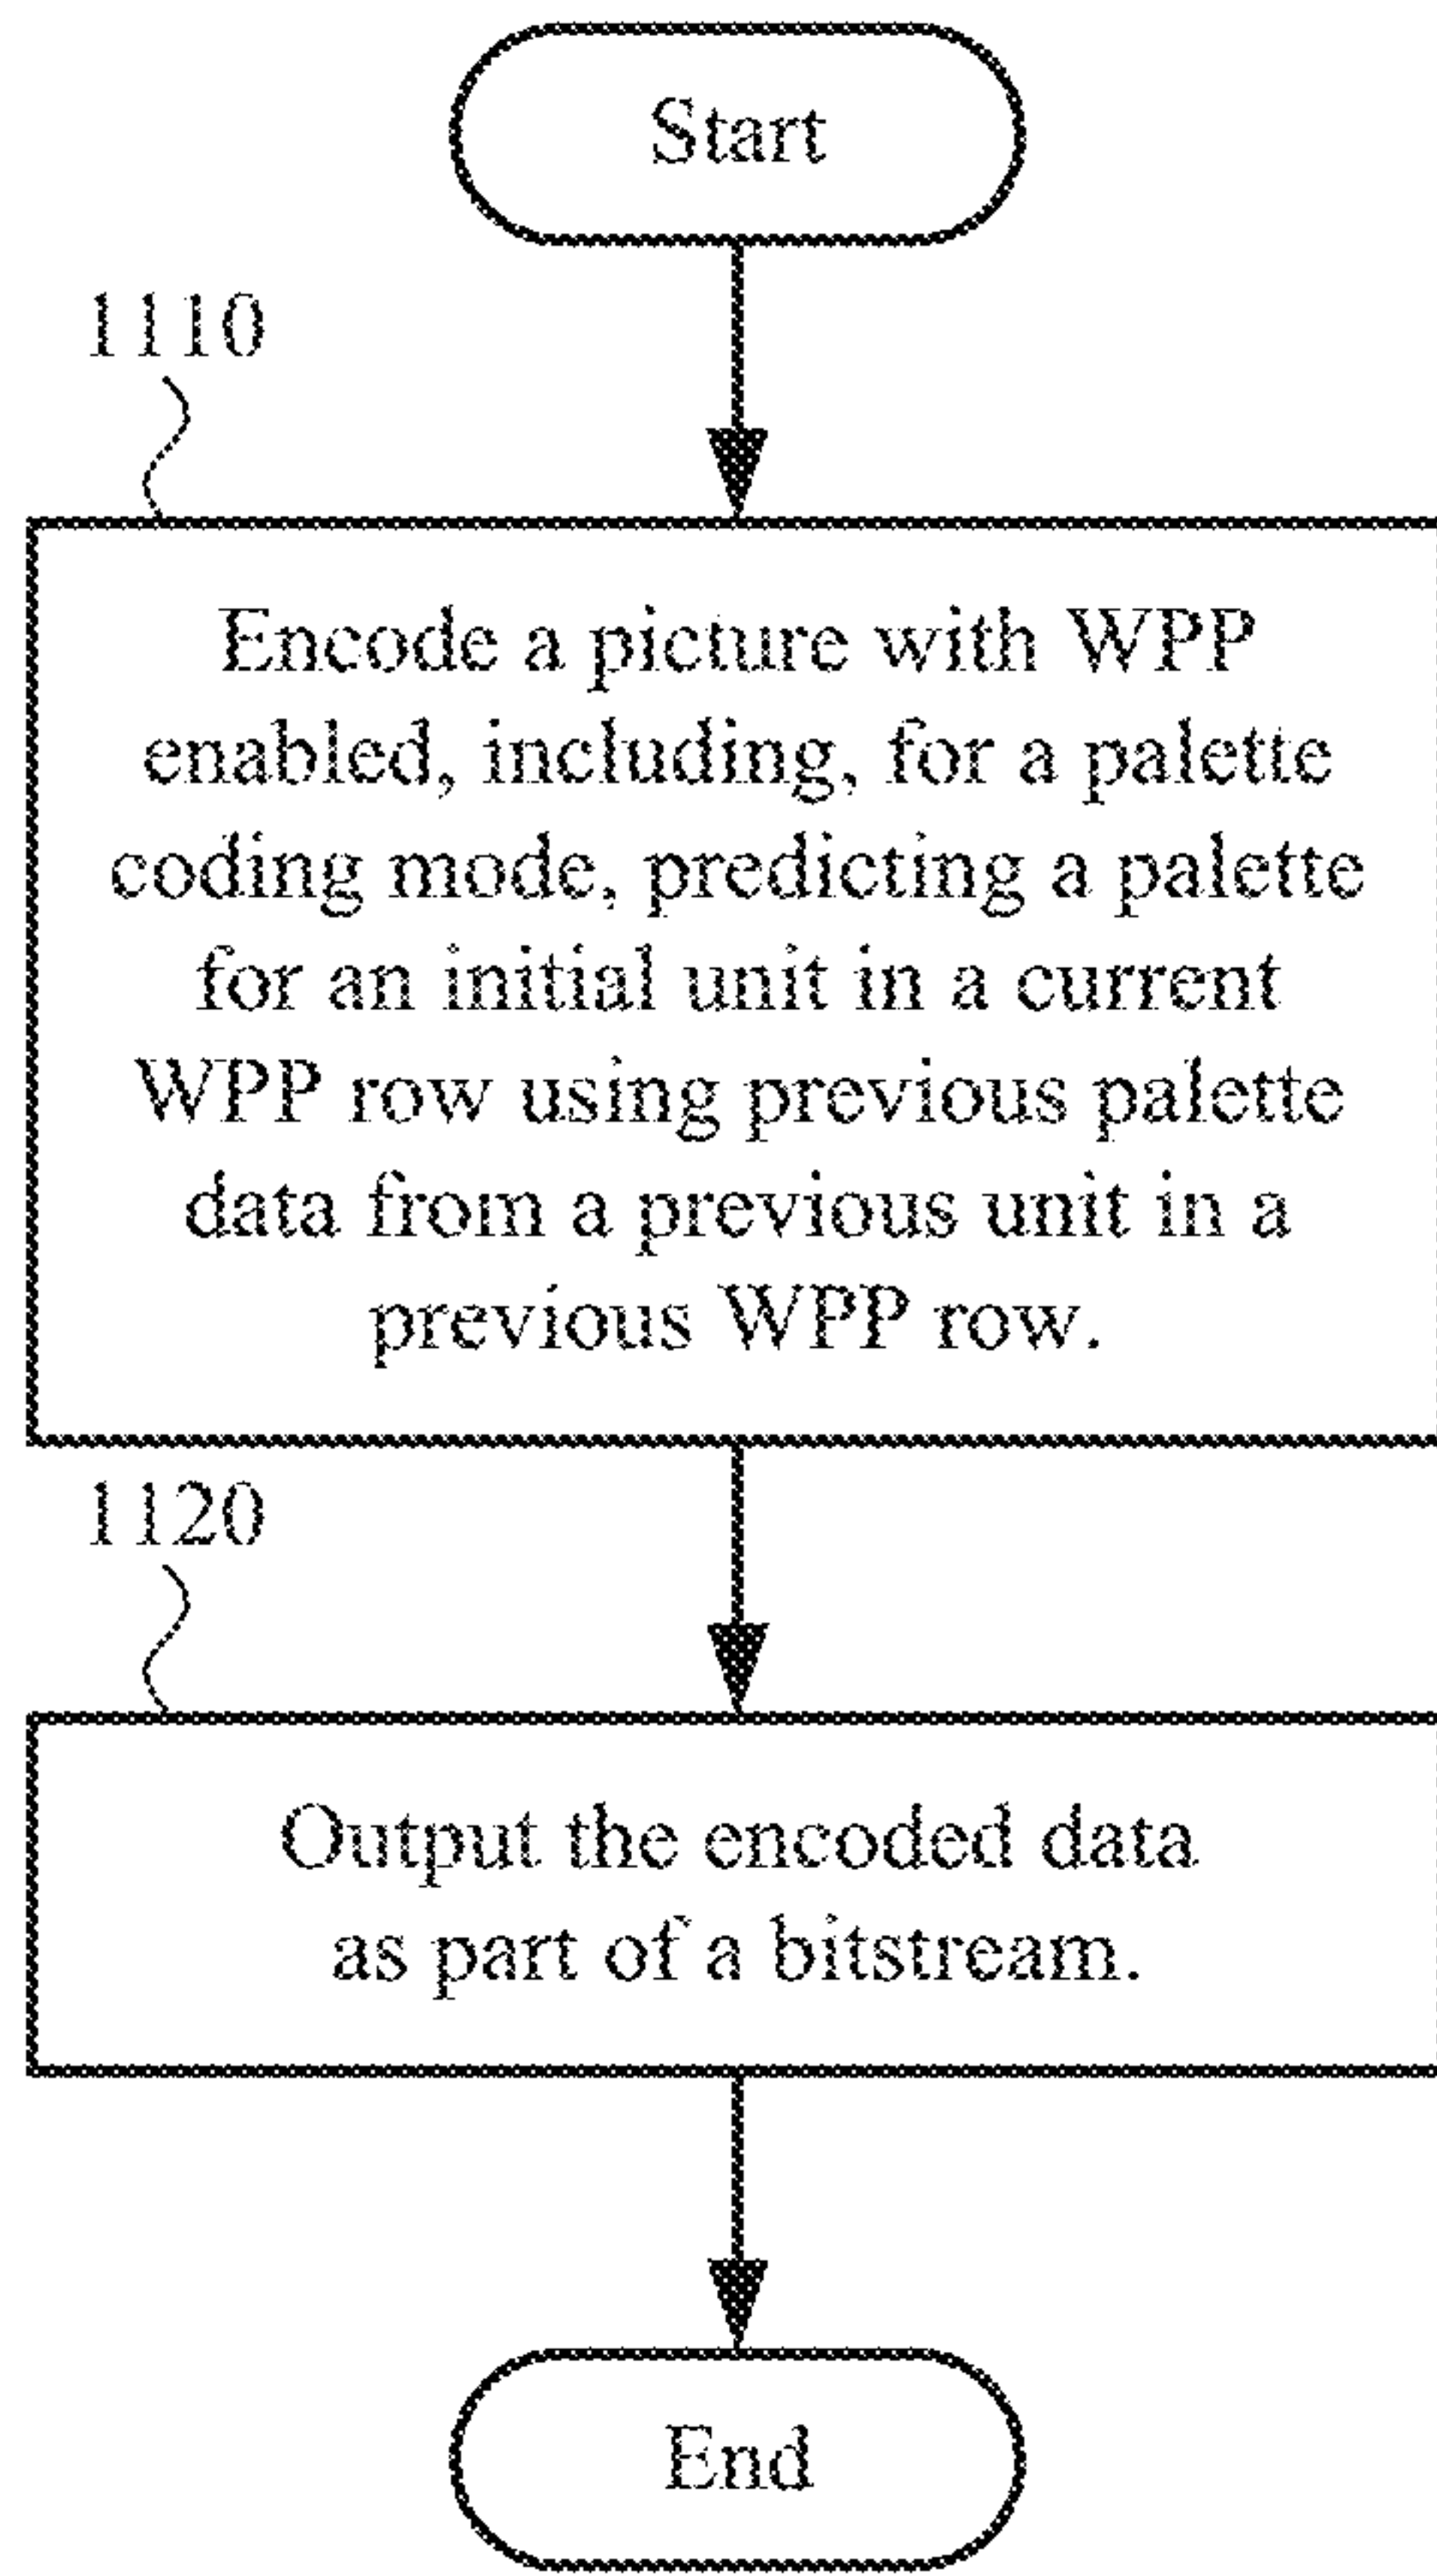 Start
1110
Encode a picture with WPP
enabled, including, for a palette
coding mode, predicting a palette
for an initial unit in a current
WPP row using previous palette
data from a previous unit in a
previous WPP row.
1120
Output the encoded data
as part of a bitstream.
End